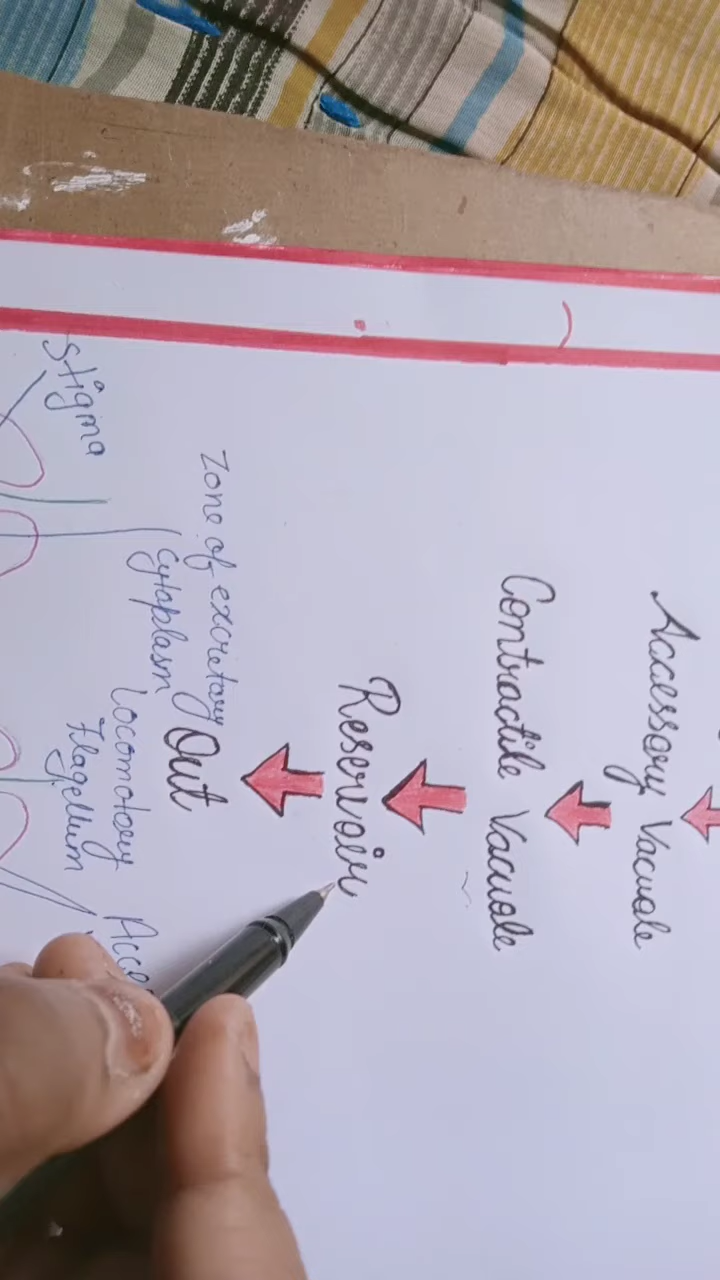 Accessory Vacuole
Contractile Vacuole
Reservoir
Out
Zone of excretory
Cytoplasm
Stigma
Locomotory
Flagellum